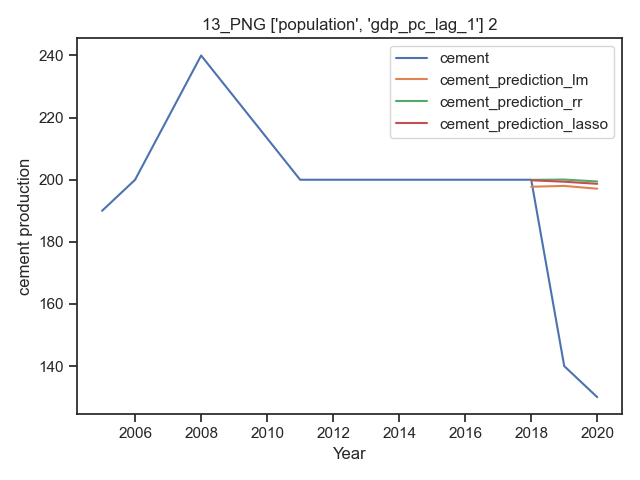 13_PNG ['population', 'gdp_pc_lag_1'] 2
cement
cement_prediction_lm
cement_prediction_rr
cement_prediction_lasso
cement production
240
220
200
180
160
140
2006 2008 2010 2012 2014 2016 2018 2020
Year